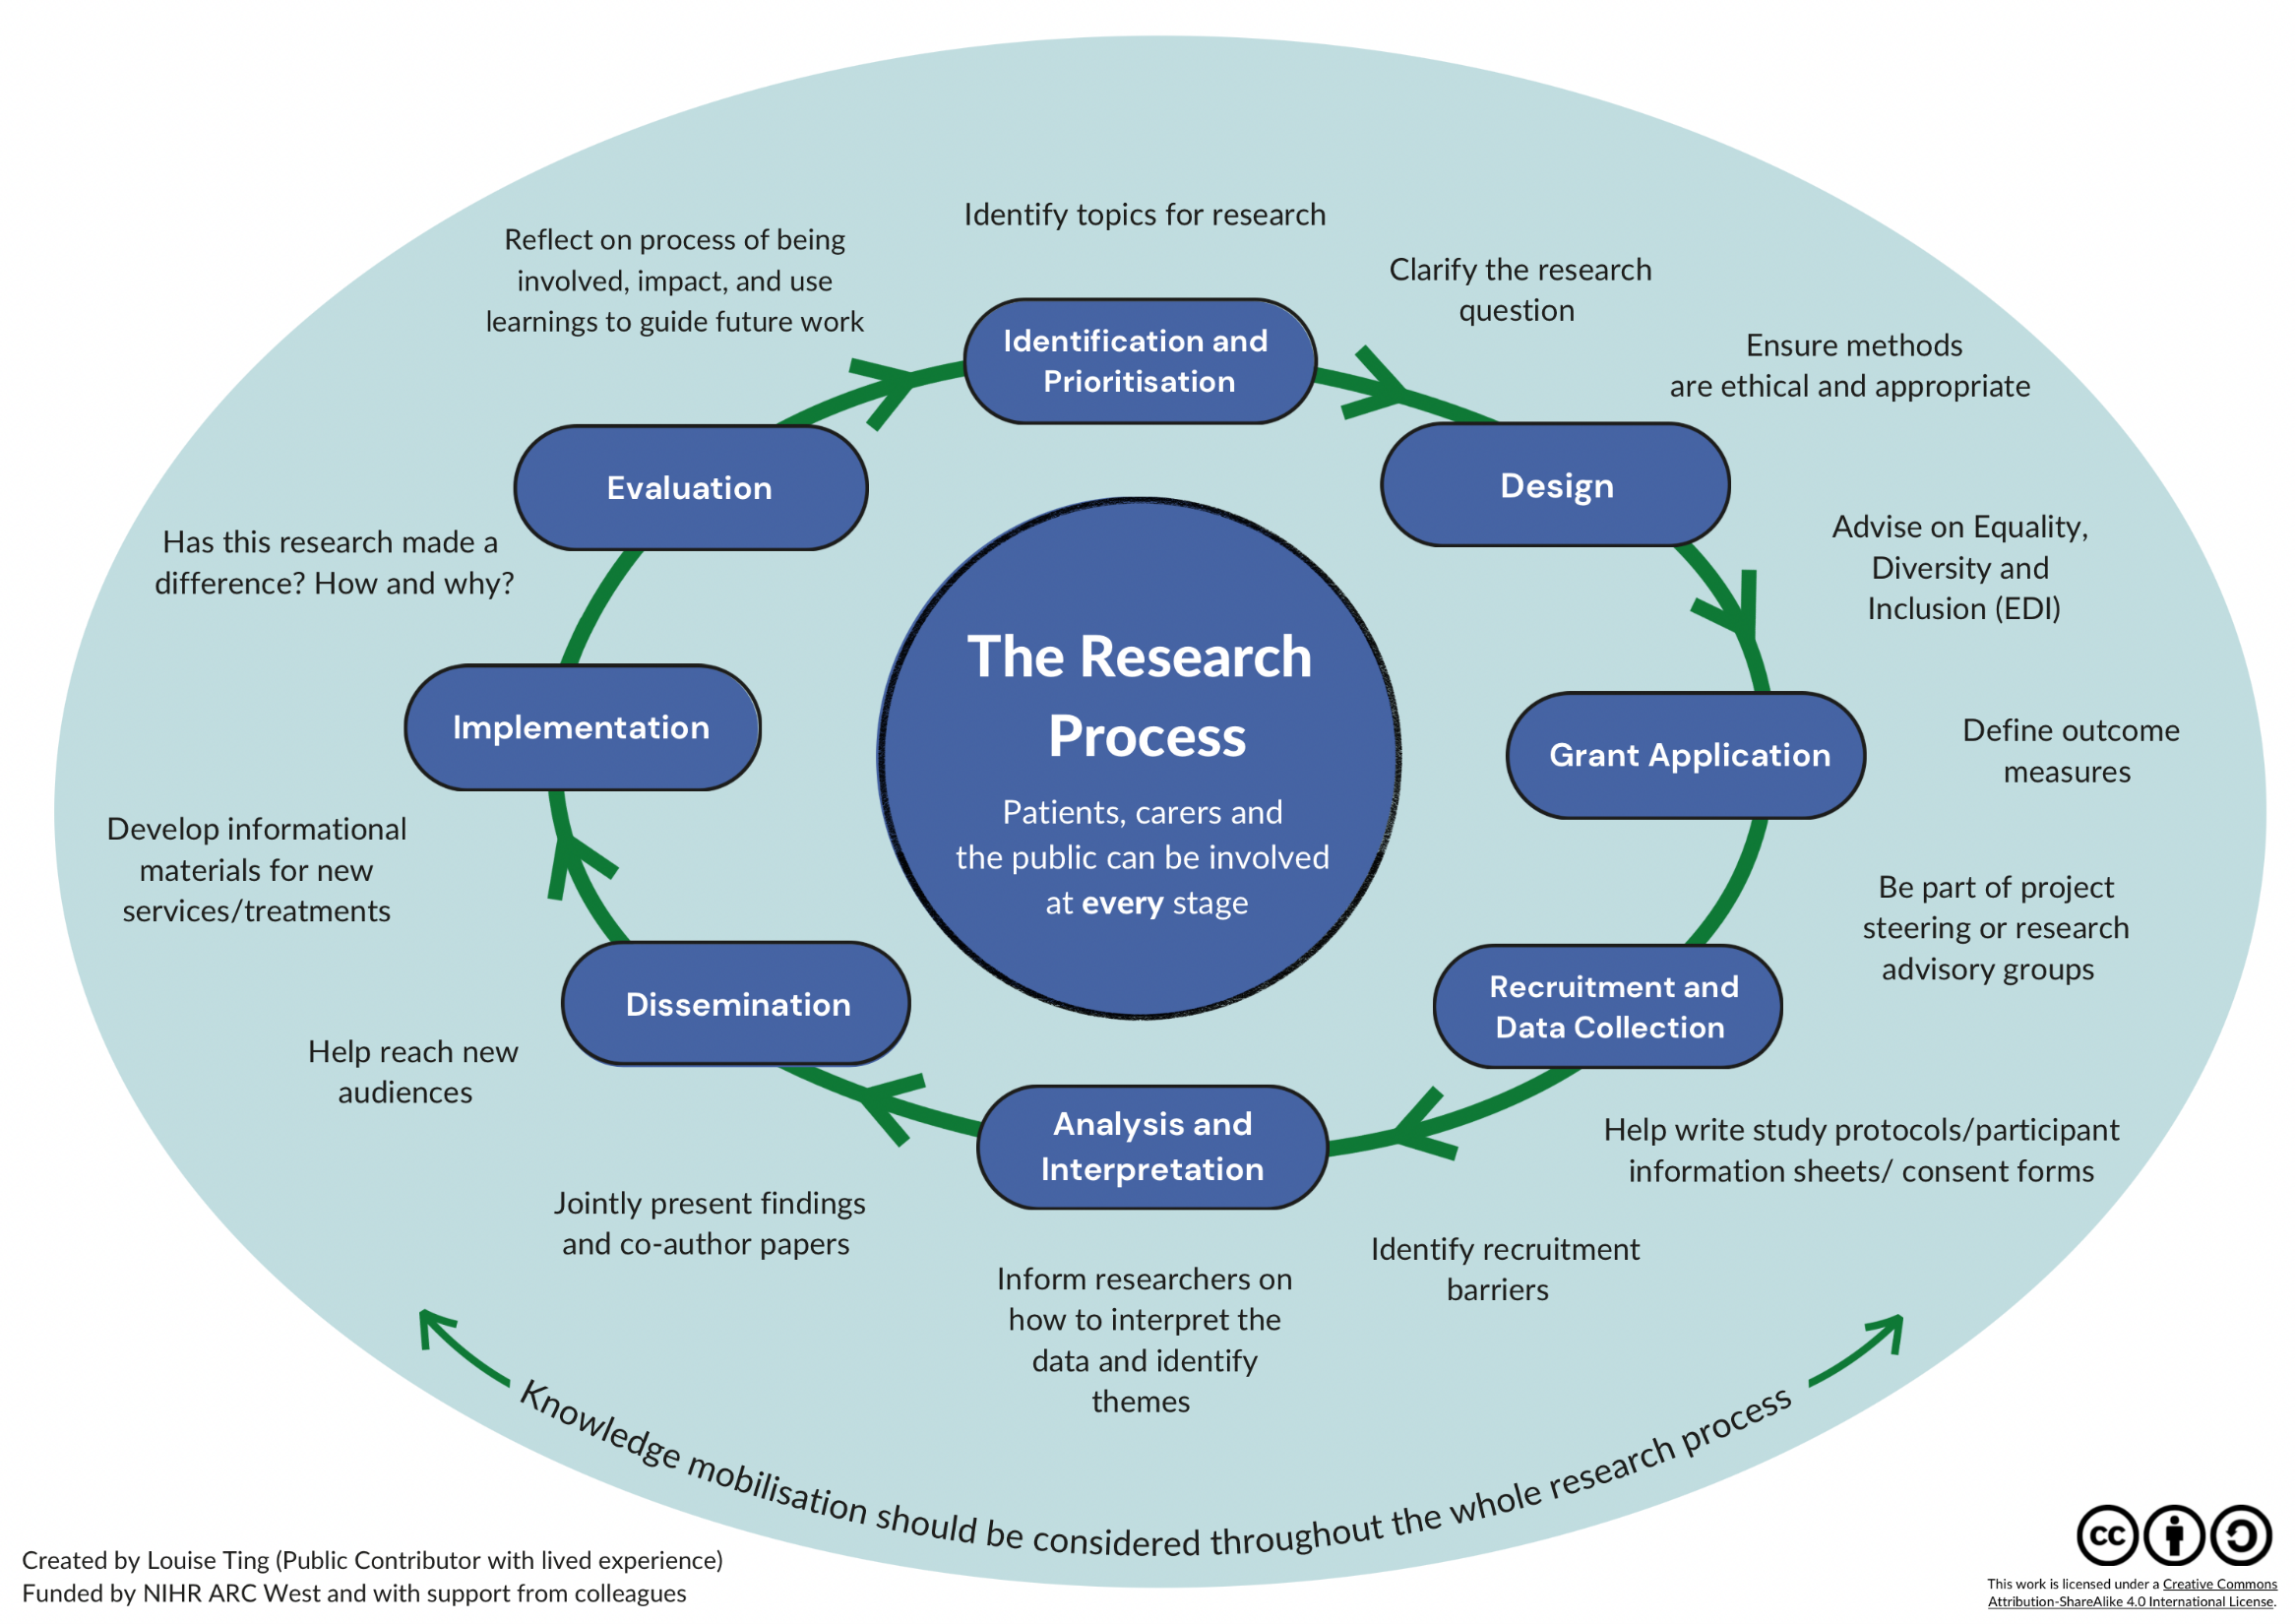 Identify topics for research
Reflect on process of being
involved, impact, and use
learnings to guide future work
Clarify the research
question
Identification and
Prioritisation
Ensure methods
are ethical and appropriate
Evaluation
Design
Has this research made a
difference? How and why?
Advise on Equality,
Diversity and
Inclusion (EDI)
The Research
Process
Patients, carers and
the public can be involved
at every stage
Implementation
Grant Application
Define outcome
measures
Develop informational
materials for new
services/treatments
Be part of project
steering or research
advisory groups
Dissemination
Recruitment and
Data Collection
Help reach new
audiences
Analysis and
Interpretation
Help write study protocols/participant
information sheets/ consent forms
Jointly present findings
and co-author papers
Inform researchers on
how to interpret the
data and identify
themes
Identify recruitment
barriers
Knowledge mobilisation should be considered throughout the whole research process
Created by Louise Ting (Public Contributor with lived experience)
Funded by NIHR ARC West and with support from colleagues
cc
This work is licensed under a Creative Commons
Attribution-ShareAlike 4.0 International License.